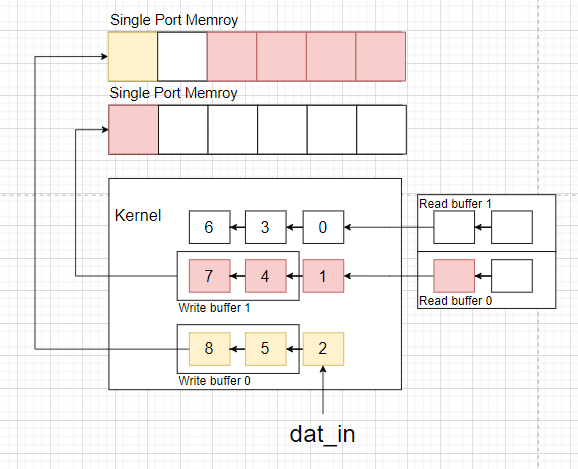 Single Port Memroy
Single Port Memroy
Kernel
6 3 0
Read buffer 1
7 4 1
Write buffer 1
Read buffer 0
8 5 2
Write buffer 0
dat_in